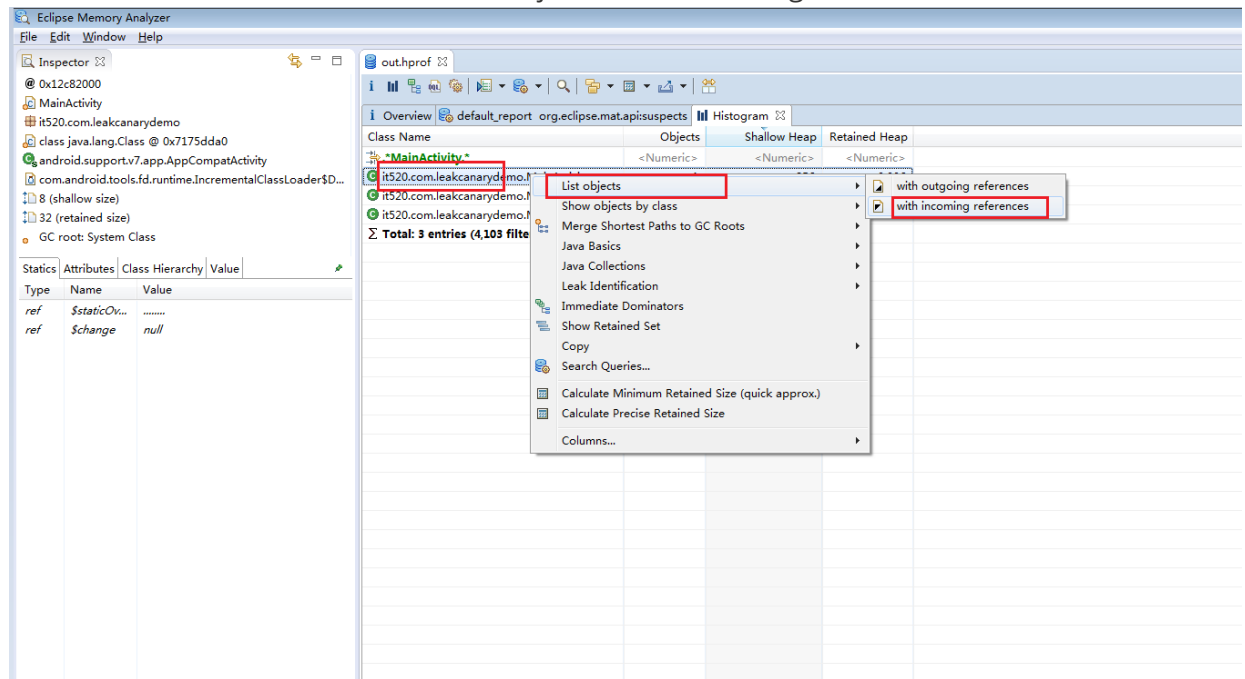 Eclipse Memory Analyzer
File Edit Window Help
Inspector
@ 0x12c82000
MainActivity
it520.com.leakcanarydemo
class java.lang.Class @ 0x7175dda0
android.support.v7.app.AppCompatActivity
com.android.tools.fd.runtime.IncrementalClassLoader$D...
8 (shallow size)
32 (retained size)
GC root: System Class
Statics Attributes Class Hierarchy Value
Type Name Value
ref $staticOv... ........
ref $change null
out.hprof
i Overview default_report org.eclipse.mat.api:suspects Histogram
Class Name Objects Shallow Heap Retained Heap
.*MainActivity.* <Numeric> <Numeric> <Numeric>
it520.com.leakcanarydemo.
it520.com.leakcanarydemo.
it520.com.leakcanarydemo.
Σ Total: 3 entries (4,103 filte
List objects
Show objects by class
Merge Shortest Paths to GC Roots
Java Basics
Java Collections
Leak Identification
Immediate Dominators
Show Retained Set
Copy
Search Queries...
Calculate Minimum Retained Size (quick approx.)
Calculate Precise Retained Size
Columns...
with outgoing references
with incoming references